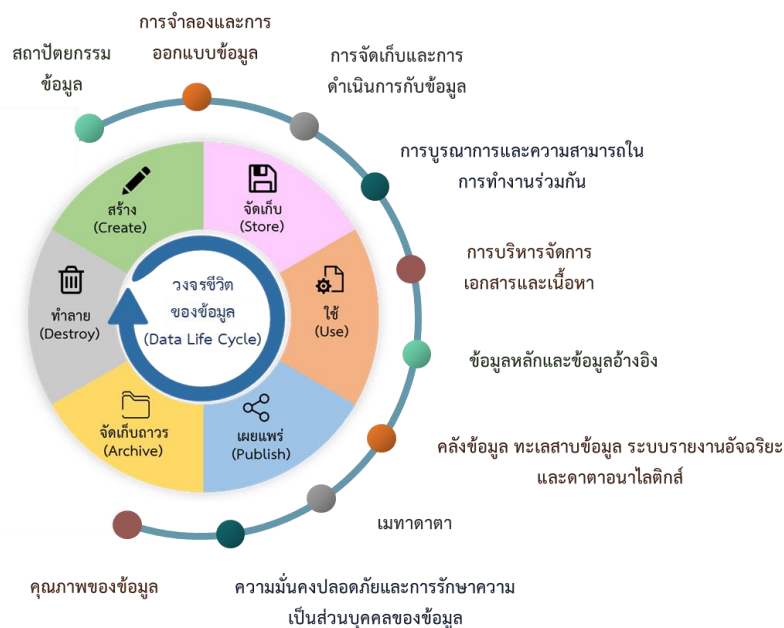 การจำลองและการ
ออกแบบข้อมูล
สถาปัตยกรรม
ข้อมูล
การจัดเก็บและการ
ดำเนินการกับข้อมูล
การบูรณาการและความสามารถใน
การทำงานร่วมกัน
การบริหารจัดการ
เอกสารและเนื้อหา
ข้อมูลหลักและข้อมูลอ้างอิง
คลังข้อมูล ทะเลสาบข้อมูล ระบบรายงานอัจฉริยะ
และดาตาอนาไลติกส์
เมทาดาตา
ความมั่นคงปลอดภัยและการรักษาความ
เป็นส่วนบุคคลของข้อมูล
คุณภาพของข้อมูล
สร้าง
(Create)
จัดเก็บ
(Store)
ใช้
(Use)
เผยแพร่
(Publish)
จัดเก็บถาวร
(Archive)
ทำลาย
(Destroy)
วงจรชีวิต
ของข้อมูล
(Data Life Cycle)